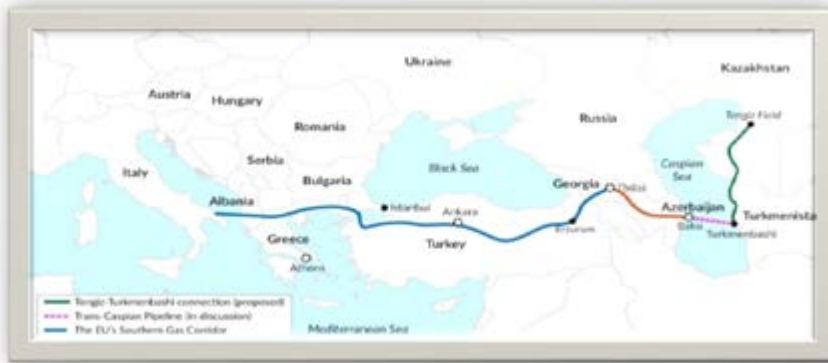 Ukraine
Kazakhstan
Austria
Hungary
Tengiz Field
Romania
Russia
Italy
Serbia
Black Sea
Caspian
Sea
Bulgaria
Georgia
Tbilisi
Albania
Istanbul
Ankara
Azerbaijan
Baku
Turkmenista
Turkmenbashi
Erzurum
Greece
Turkey
Athens
Tengiz-Turkmenbashi connection (proposed)
Trans-Caspian Pipeline (in discussion)
The EU's Southern Gas Corridor
Mediterranean Sea